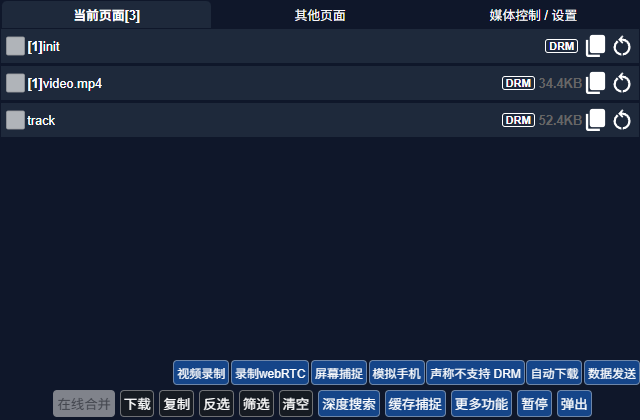 当前页面[3] 其他页面 媒体控制 / 设置
[1]init DRM
[1]video.mp4 DRM 34.4KB
track DRM 52.4KB
视频录制 录制webRTC 屏幕捕捉 模拟手机 声称不支持 DRM 自动下载 数据发送
在线合并 下载 复制 反选 筛选 清空 深度搜索 缓存捕捉 更多功能 暂停 弹出